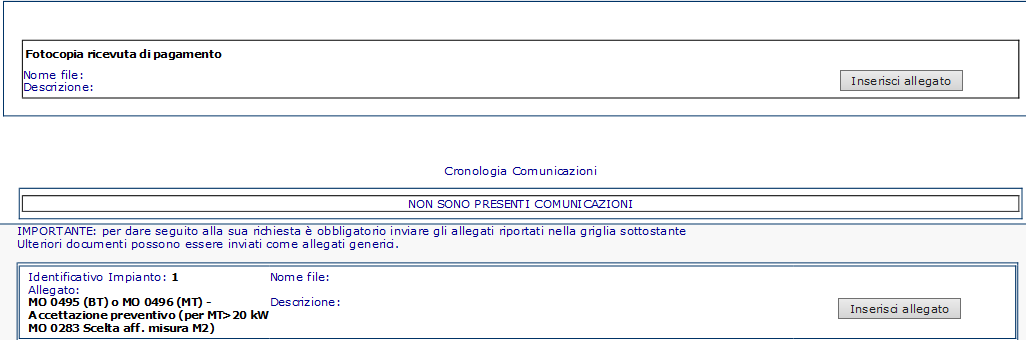 Fotocopia ricevuta di pagamento
Nome file:
Descrizione:
Inserisci allegato
Cronologia Comunicazioni
NON SONO PRESENTI COMUNICAZIONI
IMPORTANTE: per dare seguito alla sua richiesta è obbligatorio inviare gli allegati riportati nella griglia sottostante
Ulteriori documenti possono essere inviati come allegati generici.
Identificativo Impianto: 1
Allegato:
MO 0495 (BT) o MO 0496 (MT) -
Accettazione preventivo (per MT>20 kW
MO 0283 Scelta aff. misura M2)
Nome file:
Descrizione:
Inserisci allegato